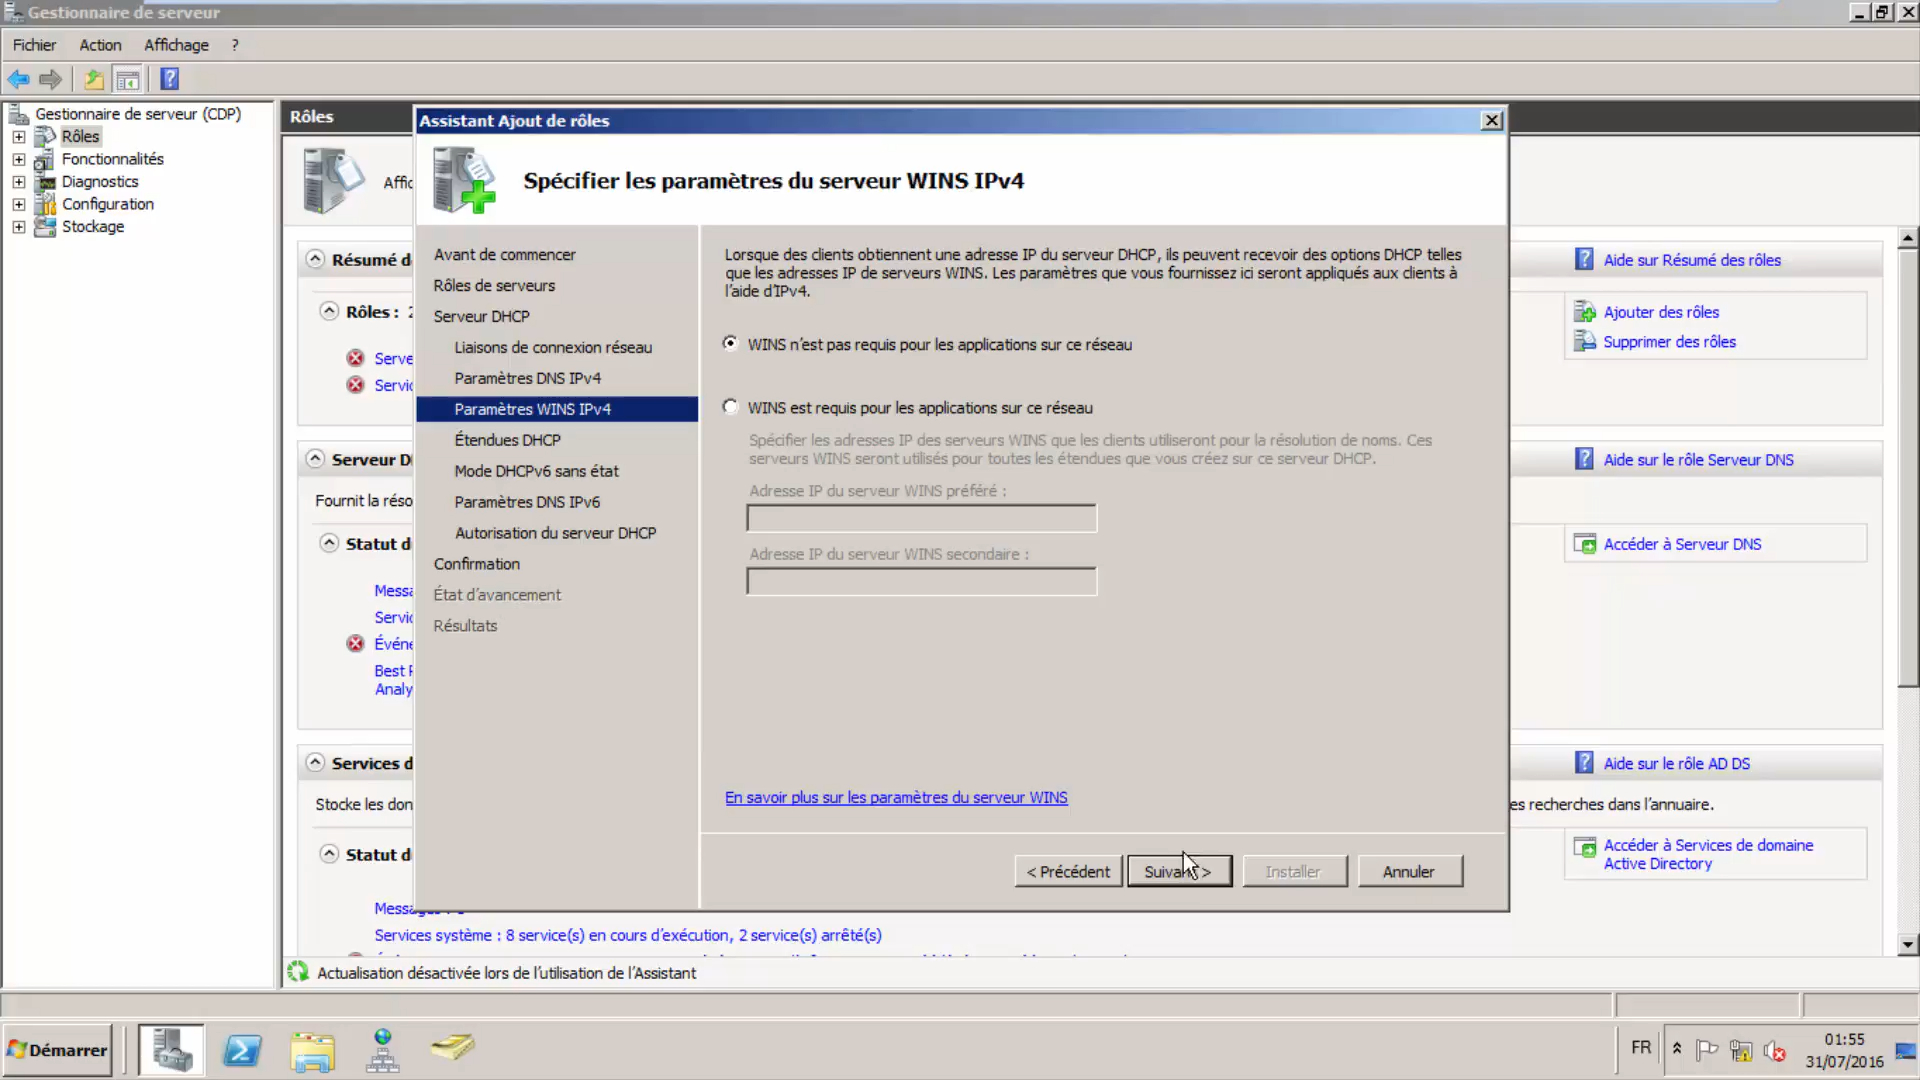 Gestionnaire de serveur
Fichier Action Affichage ?
Gestionnaire de serveur (CDP)
Rôles
Fonctionnalités
Diagnostics
Configuration
Stockage
Rôles
Résumé d
Rôles :
Serve
Servic
Serveur D
Fournit la réso
Statut d
Messa
Servic
Événe
Best P
Analy
Services d
Stocke les don
Statut d
Services système : 8 service(s) en cours d'exécution, 2 service(s) arrêté(s)
Actualisation désactivée lors de l'utilisation de l'Assistant
Assistant Ajout de rôles
Spécifier les paramètres du serveur WINS IPv4
Avant de commencer
Rôles de serveurs
Serveur DHCP
Liaisons de connexion réseau
Paramètres DNS IPv4
Paramètres WINS IPv4
Étendues DHCP
Mode DHCPv6 sans état
Paramètres DNS IPv6
Autorisation du serveur DHCP
Confirmation
État d'avancement
Résultats
Lorsque des clients obtiennent une adresse IP du serveur DHCP, ils peuvent recevoir des options DHCP telles
que les adresses IP de serveurs WINS. Les paramètres que vous fournissez ici seront appliqués aux clients à
l'aide d'IPv4.
WINS n'est pas requis pour les applications sur ce réseau
WINS est requis pour les applications sur ce réseau
Spécifier les adresses IP des serveurs WINS que les clients utiliseront pour la résolution de noms. Ces
serveurs WINS seront utilisés pour toutes les étendues que vous créez sur ce serveur DHCP.
Adresse IP du serveur WINS préféré :
Adresse IP du serveur WINS secondaire :
En savoir plus sur les paramètres du serveur WINS
< Précédent
Suivant >
Installer
Annuler
Aide sur Résumé des rôles
Ajouter des rôles
Supprimer des rôles
Aide sur le rôle Serveur DNS
Accéder à Serveur DNS
Aide sur le rôle AD DS
es recherches dans l'annuaire.
Accéder à Services de domaine
Active Directory
Démarrer
FR
01:55
31/07/2016